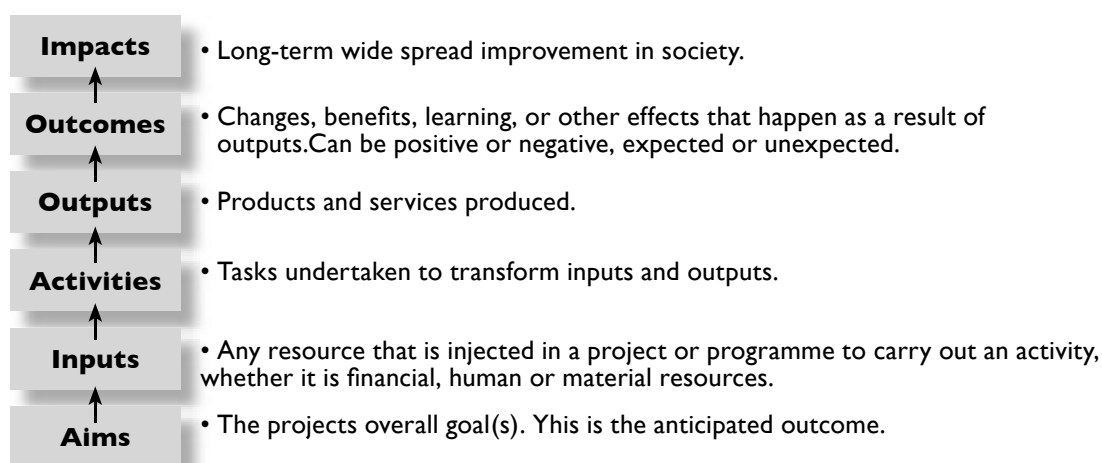 Impacts
• Long-term wide spread improvement in society.
Outcomes
• Changes, benefits, learning, or other effects that happen as a result of
outputs.Can be positive or negative, expected or unexpected.
Outputs
• Products and services produced.
Activities
• Tasks undertaken to transform inputs and outputs.
Inputs
• Any resource that is injected in a project or programme to carry out an activity,
whether it is financial, human or material resources.
Aims
• The projects overall goal(s). Yhis is the anticipated outcome.